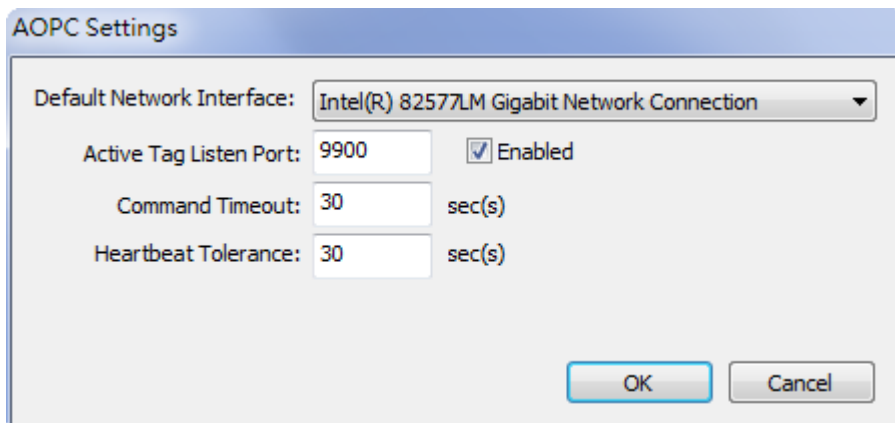 AOPC Settings
Default Network Interface: Intel(R) 82577LM Gigabit Network Connection
Active Tag Listen Port: 9900 Enabled
Command Timeout: 30 sec(s)
Heartbeat Tolerance: 30 sec(s)
OK Cancel